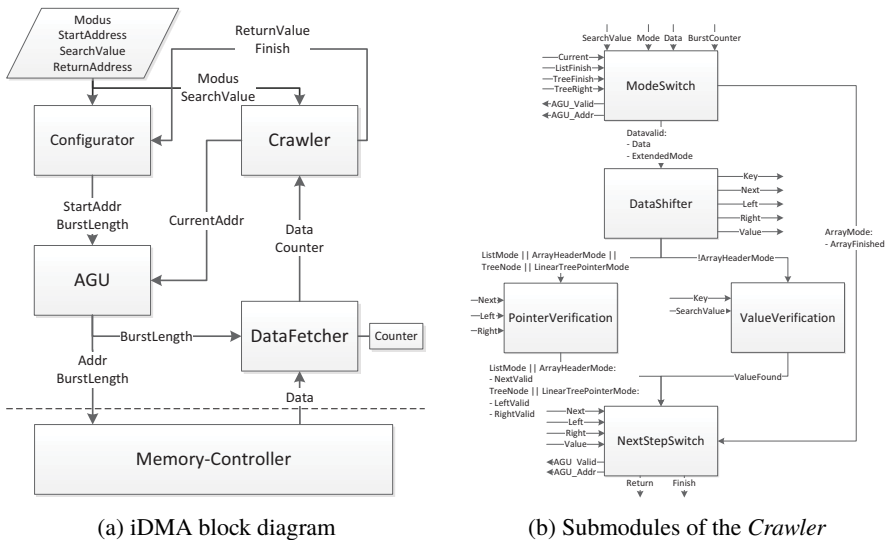 Modus
StartAddress
SearchValue
ReturnAddress
ReturnValue
Finish
Modus
SearchValue
Configurator
Crawler
StartAddr
BurstLength
CurrentAddr
Data
Counter
AGU
BurstLength
DataFetcher
Counter
Addr
BurstLength
Data
Memory-Controller
(a) iDMA block diagram
SearchValue Mode Data BurstCounter
Current
ListFinish
TreeFinish
TreeRight
AGU_Valid
AGU_Addr
ModeSwitch
Datavalid:
- Data
- ExtendedMode
DataShifter
Key
Next
Left
Right
Value
ArrayMode:
- ArrayFinished
ListMode || ArrayHeaderMode ||
TreeNode || LinearTreePointerMode
!ArrayHeaderMode
Next
Left
Right
PointerVerification
Key
SearchValue
ValueVerification
ListMode || ArrayHeaderMode:
- NextValid
TreeNode || LinearTreePointerMode:
- LeftValid
- RightValid
ValueFound
Next
Left
Right
Value
AGU_Valid
AGU_Addr
NextStepSwitch
Return Finish
(b) Submodules of the Crawler